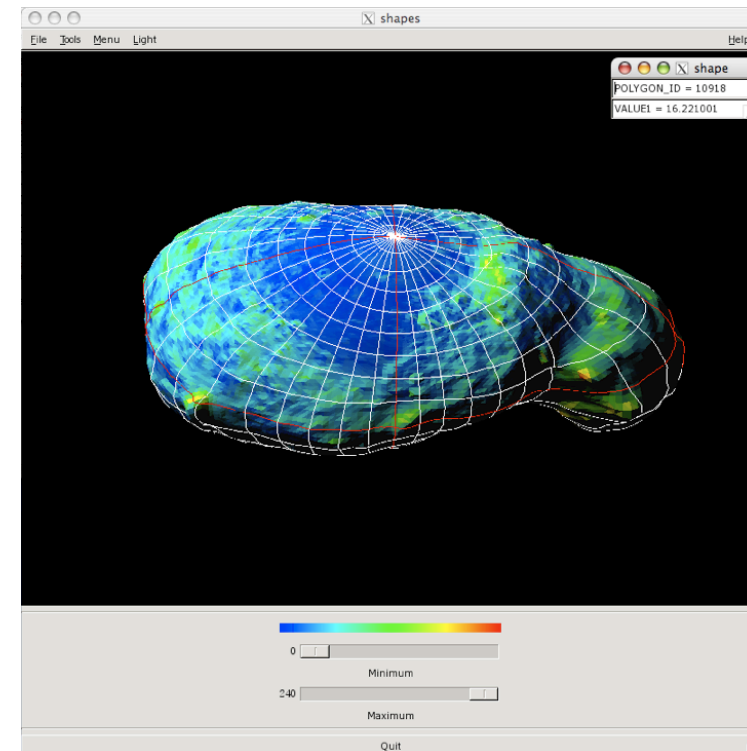 X shapes
File Tools Menu Light Help
X shape
POLYGON_ID = 10918
VALUE1 = 16.221001
0
Minimum
240
Maximum
Quit